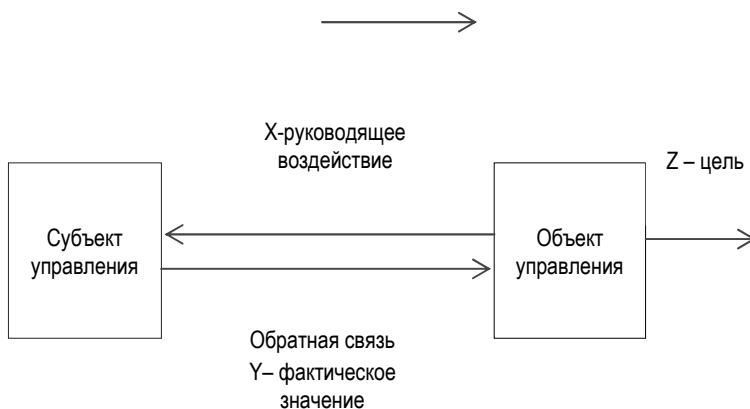 X-руководящее
воздействие
Z – цель
Субъект
управления
Объект
управления
Обратная связь
Y– фактическое
значение